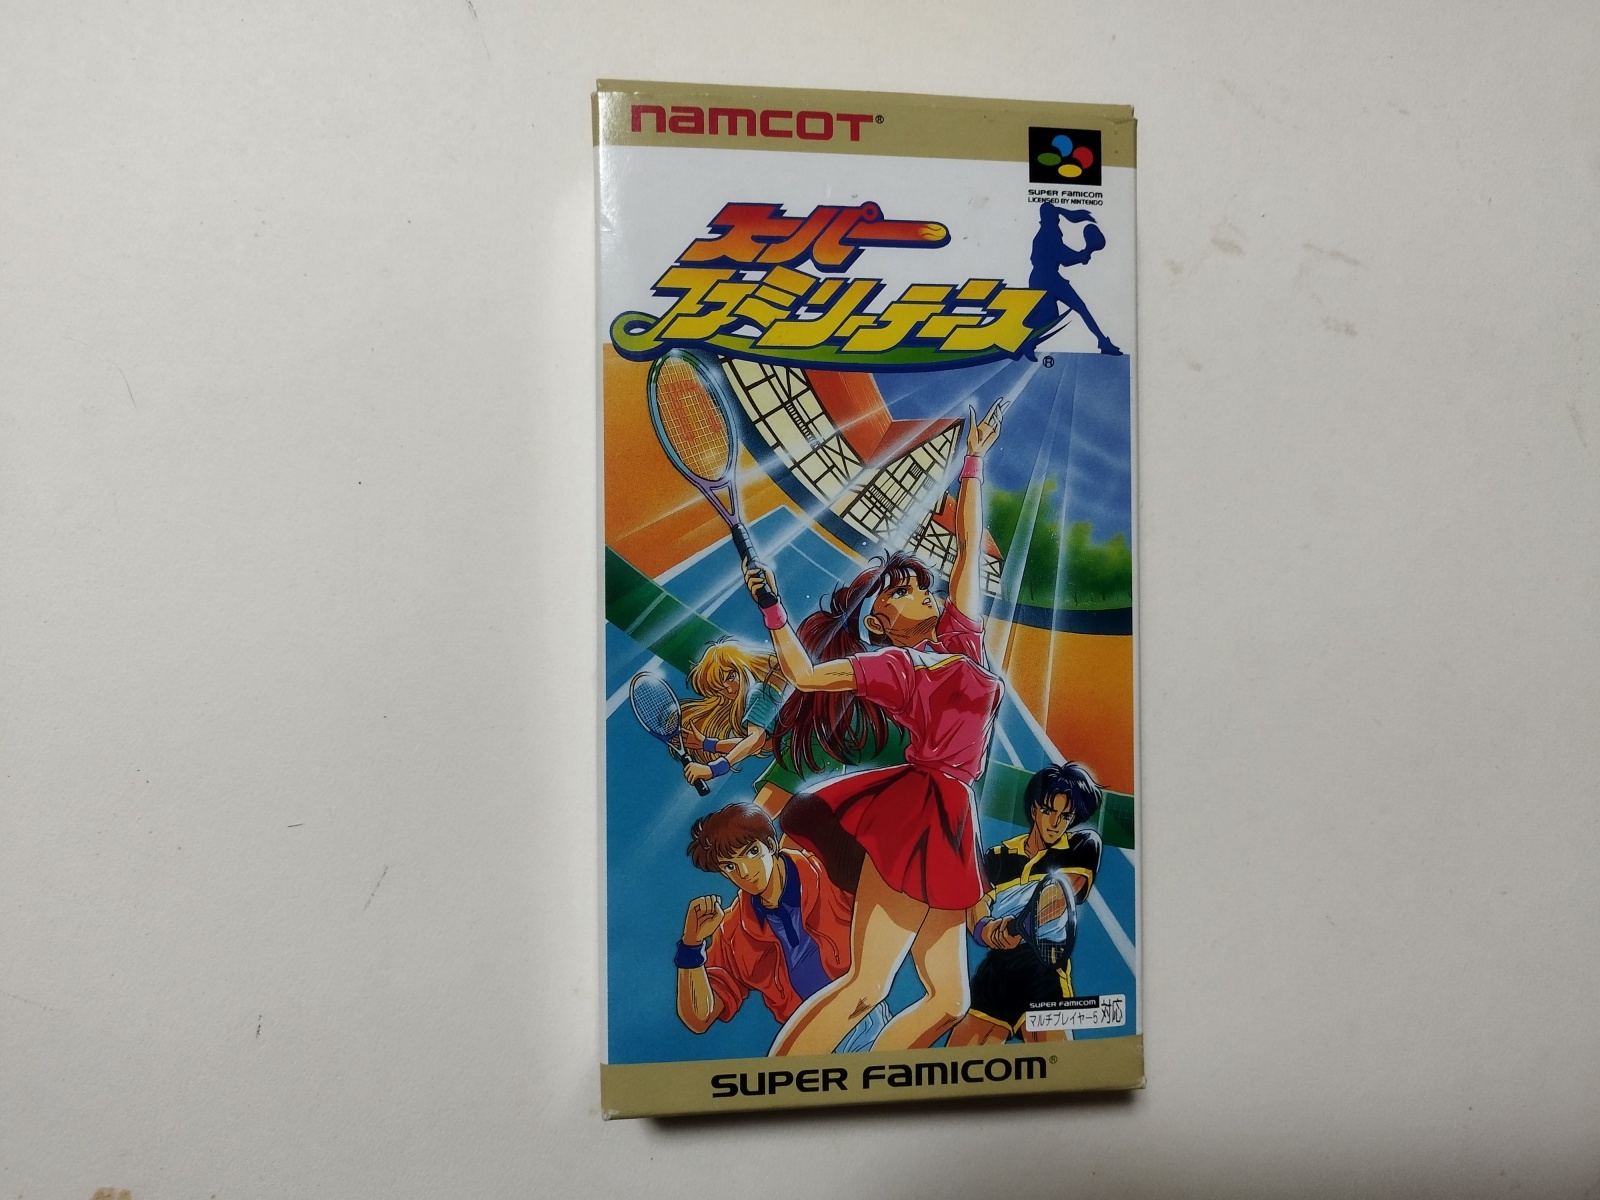 namcot®
SUPER FAMICOM
LICENSED BY NINTENDO
スーパー
ファミリーテニス
®
SUPER FAMICOM
マルチプレイヤー5 対応
SUPER FAMICOM®